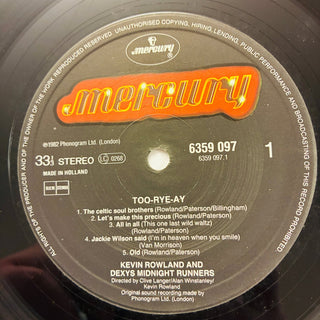 ALL RIGHTS OF THE PRODUCER AND OF THE OWNER OF THE WORK REPRODUCED RESERVED. UNAUTHORISED COPYING, HIRING, LENDING, PUBLIC PERFORMANCE AND BROADCASTING OF THIS RECORD PROHIBITED
mercury
mercury
℗1982 Phonogram Ltd. (London)
6359 097
33⅓ STEREO
LC 0268
6359 097.1
1
MADE IN HOLLAND
TOO-RYE-AY
1. The celtic soul brothers (Rowland/Paterson/Billingham)
2. Let's make this precious (Rowland/Paterson)
3. All in all (This one last wild waltz)
(Rowland/Paterson)
4. Jackie Wilson said (I'm in heaven when you smile)
(Van Morrison)
5. Old (Rowland/Paterson)
KEVIN ROWLAND AND
DEXYS MIDNIGHT RUNNERS
Directed by Clive Langer/Alan Winstanley/
Kevin Rowland
Original sound recording made by
Phonogram Ltd. (London)